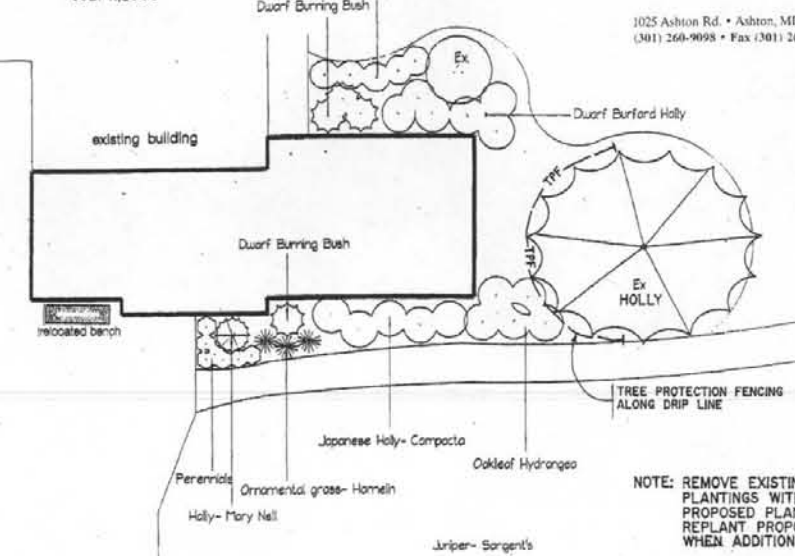 Dwarf Burning Bush
1025 Ashton Rd. • Ashton, MD
(301) 260-9098 • Fax (301) 26
Ex
Dwarf Burford Holly
existing building
TPF
Dwarf Burning Bush
TPF
Ex
HOLLY
relocated bench
TREE PROTECTION FENCING
ALONG DRIP LINE
Japanese Holly- Compacta
Oakleaf Hydrangea
Perennials
Ornamental grass- Hameln
Holly- Mary Nell
NOTE: REMOVE EXISTIN
PLANTINGS WIT
PROPOSED PLAN
REPLANT PROPO
WHEN ADDITION
Juniper- Sargent's